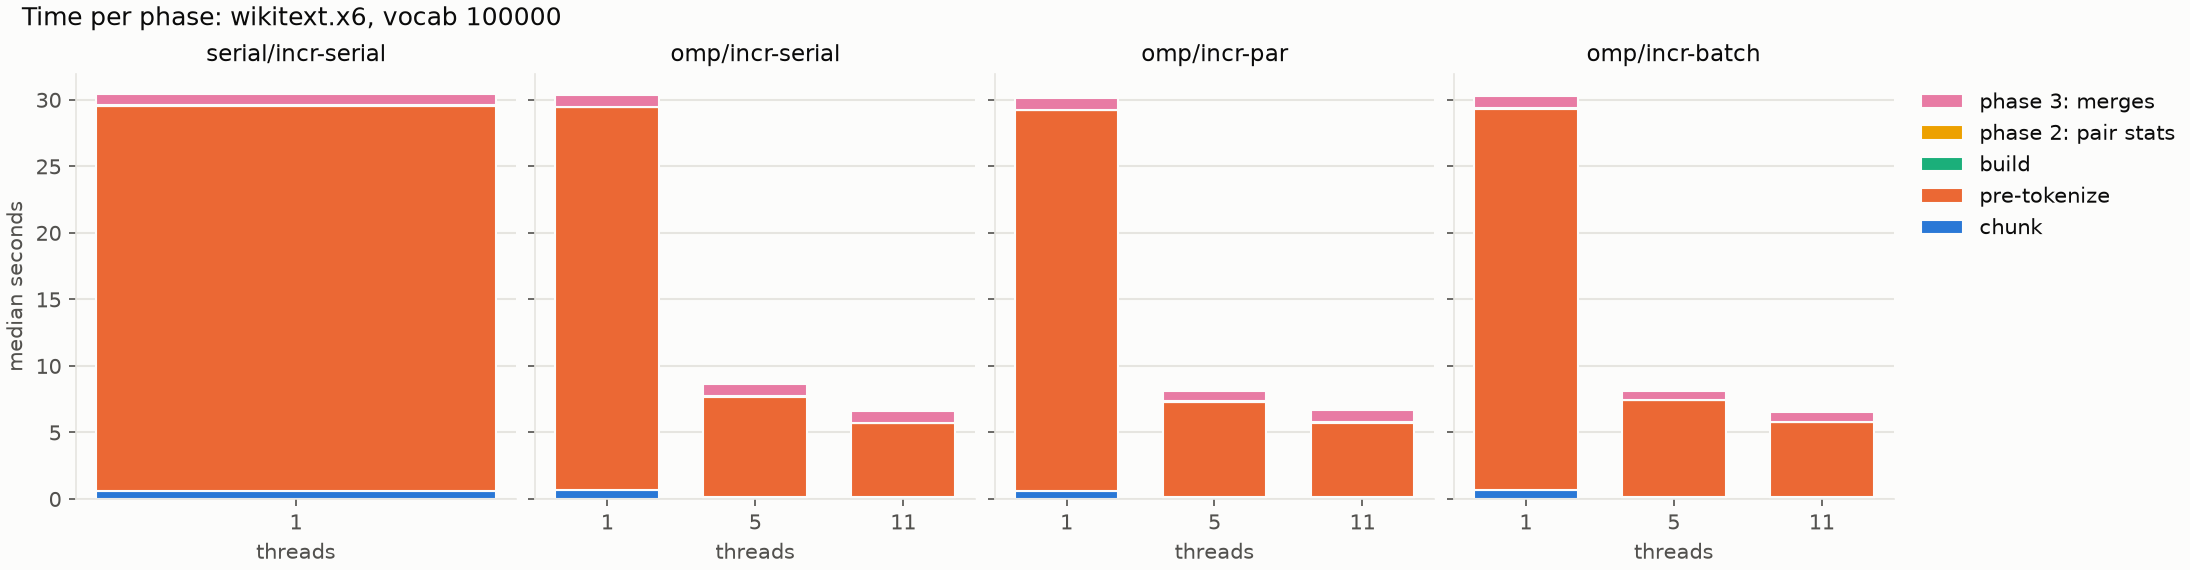 Time per phase: wikitext.x6, vocab 100000
serial/incr-serial
omp/incr-serial
omp/incr-par
omp/incr-batch
median seconds
30
25
20
15
10
5
0
1
1 5 11
1 5 11
1 5 11
threads
threads
threads
threads
phase 3: merges
phase 2: pair stats
build
pre-tokenize
chunk